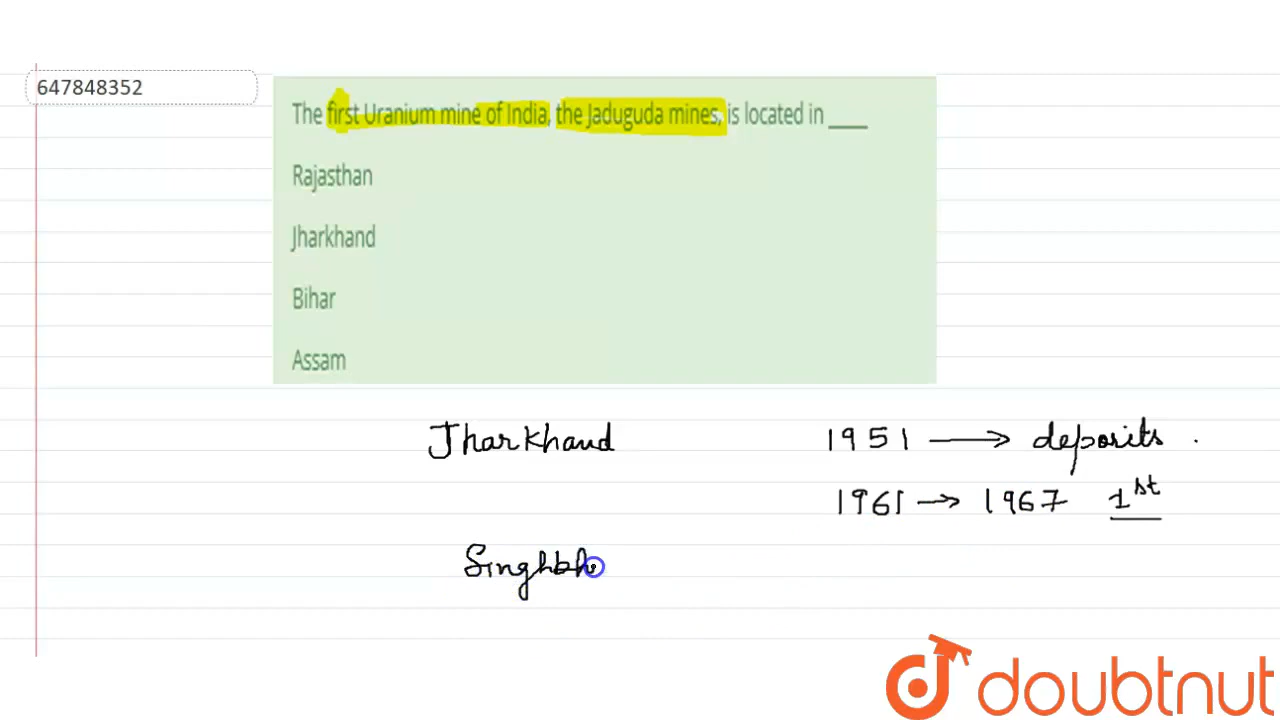 647848352
The first Uranium mine of India, the Jaduguda mines, is located in ____
Rajasthan
Jharkhand
Bihar
Assam
Jharkhand
1951 → deposits .
1961 → 1967 1st
Singhbh
doubtnut